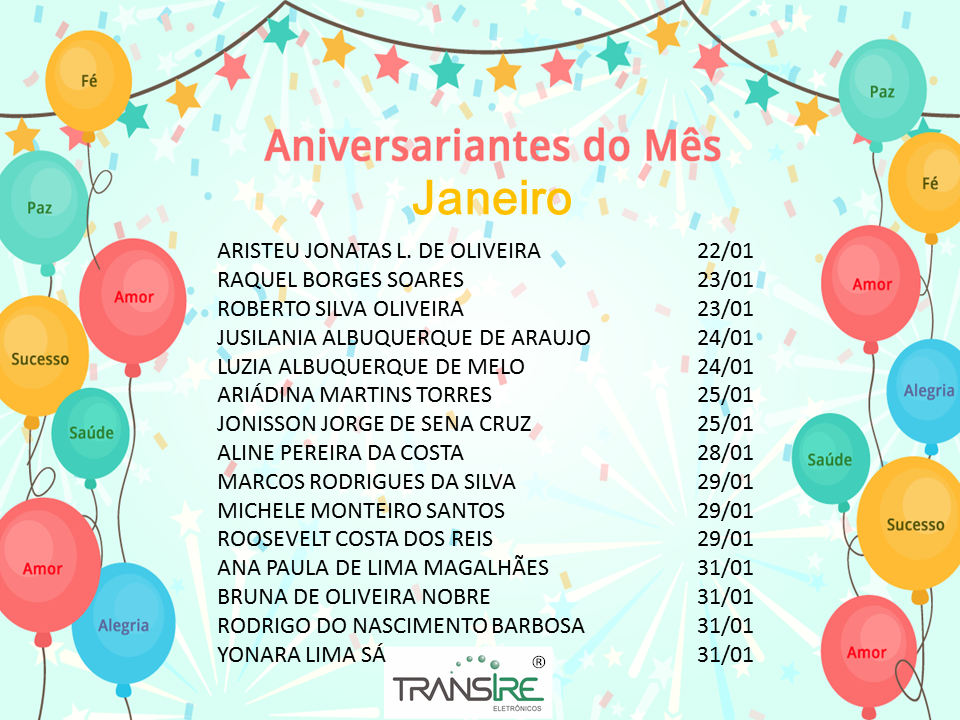 Aniversariantes do Mês
Janeiro
ARISTEU JONATAS L. DE OLIVEIRA 22/01
RAQUEL BORGES SOARES 23/01
ROBERTO SILVA OLIVEIRA 23/01
JUSILANIA ALBUQUERQUE DE ARAUJO 24/01
LUZIA ALBUQUERQUE DE MELO 24/01
ARIÁDINA MARTINS TORRES 25/01
JONISSON JORGE DE SENA CRUZ 25/01
ALINE PEREIRA DA COSTA 28/01
MARCOS RODRIGUES DA SILVA 29/01
MICHELE MONTEIRO SANTOS 29/01
ROOSEVELT COSTA DOS REIS 29/01
ANA PAULA DE LIMA MAGALHÃES 31/01
BRUNA DE OLIVEIRA NOBRE 31/01
RODRIGO DO NASCIMENTO BARBOSA 31/01
YONARA LIMA SÁ 31/01
TRANSIRE ®
ELETRÔNICOS
Fé
Paz
Amor
Sucesso
Saúde
Amor
Alegria
Paz
Fé
Amor
Alegria
Saúde
Sucesso
Amor